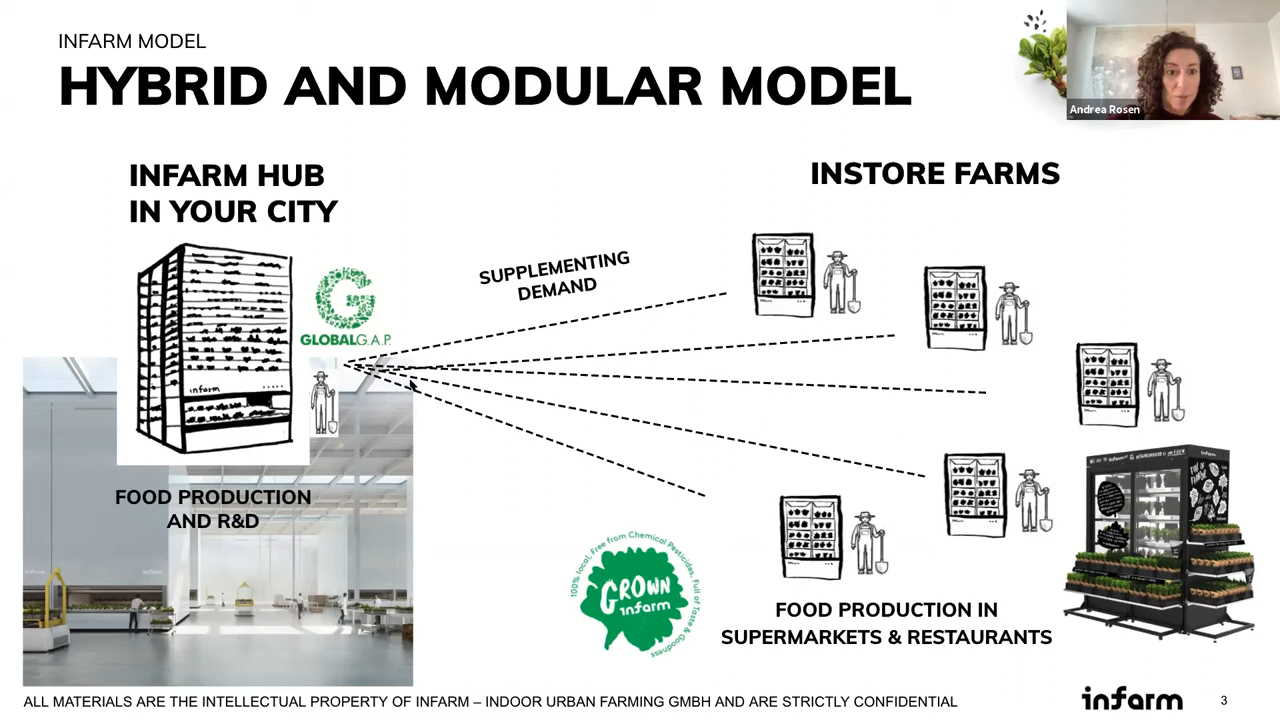 INFARM MODEL
HYBRID AND MODULAR MODEL
Andrea Rosen
INFARM HUB
IN YOUR CITY
INSTORE FARMS
SUPPLEMENTING
DEMAND
G
GLOBALG.A.P.
infarm
FOOD PRODUCTION
AND R&D
100% local, Free from Chemical Pesticides, Full of Taste & Goodness
GROWN
infarm
FOOD PRODUCTION IN
SUPERMARKETS & RESTAURANTS
ALL MATERIALS ARE THE INTELLECTUAL PROPERTY OF INFARM – INDOOR URBAN FARMING GMBH AND ARE STRICTLY CONFIDENTIAL
infarm
3